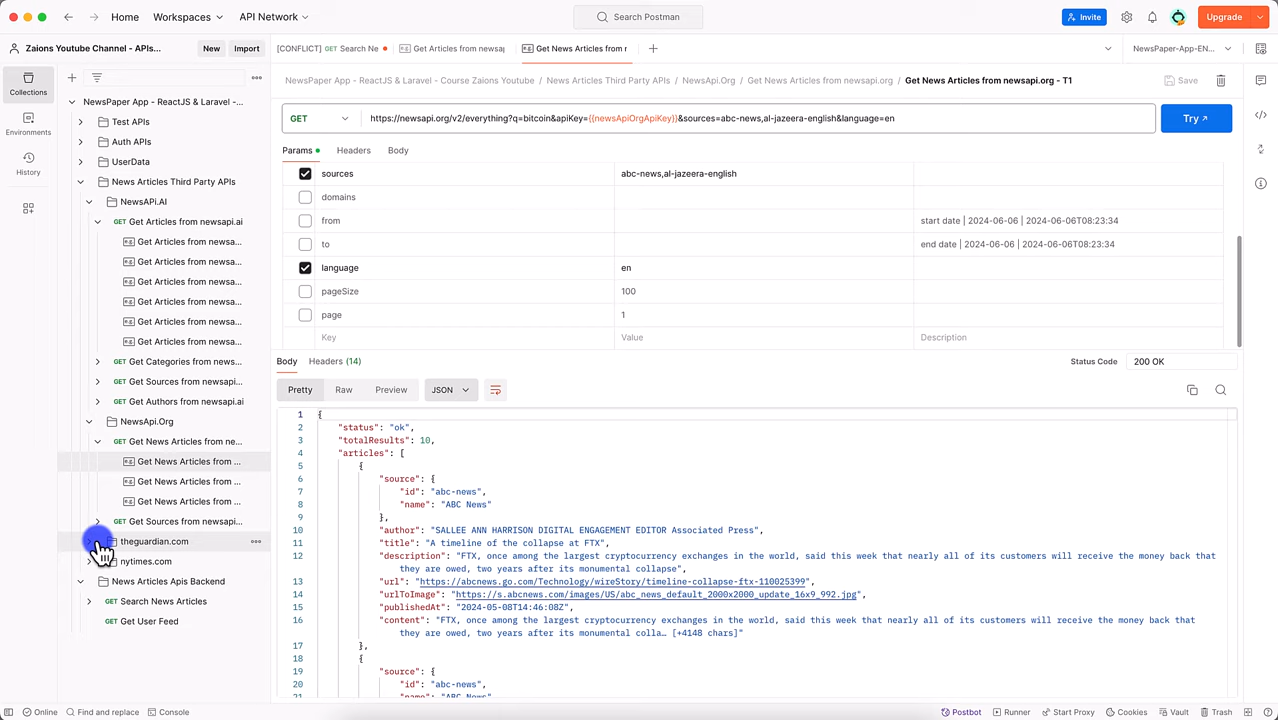 Home
Workspaces
API Network
Search Postman
Invite
Upgrade
Zaions Youtube Channel - APIs...
New
Import
[CONFLICT] GET Search Ne
Get Articles from newsap
Get News Articles from r
NewsPaper-App-EN...
Collections
Environments
History
NewsPaper App - ReactJS & Laravel -...
Test APIs
Auth APIs
UserData
News Articles Third Party APIs
NewsAPi.AI
GET Get Articles from newsapi.ai
Get Articles from newsa...
Get Articles from newsa...
Get Articles from newsa...
Get Articles from newsa...
Get Articles from newsa...
Get Articles from newsa...
GET Get Categories from news...
GET Get Sources from newsapi...
GET Get Authors from newsapi.ai
NewsApi.Org
GET Get News Articles from ne...
Get News Articles from ...
Get News Articles from ...
Get News Articles from ...
GET Get Sources from newsapi...
theguardian.com
nytimes.com
News Articles Apis Backend
GET Search News Articles
GET Get User Feed
NewsPaper App - ReactJS & Laravel - Course Zaions Youtube / News Articles Third Party APIs / NewsApi.Org / Get News Articles from newsapi.org / Get News Articles from newsapi.org - T1
Save
GET
https://newsapi.org/v2/everything?q=bitcoin&apiKey={{newsApiOrgApiKey}}&sources=abc-news,al-jazeera-english&language=en
Try
Params
Headers
Body
sources abc-news,al-jazeera-english
domains
from start date | 2024-06-06 | 2024-06-06T08:23:34
to end date | 2024-06-06 | 2024-06-06T08:23:34
language en
pageSize 100
page 1
Key Value Description
Body Headers (14)
Status Code 200 OK
Pretty Raw Preview JSON
1 {
2 "status": "ok",
3 "totalResults": 10,
4 "articles": [
5 {
6 "source": {
7 "id": "abc-news",
8 "name": "ABC News"
9 },
10 "author": "SALLEE ANN HARRISON DIGITAL ENGAGEMENT EDITOR Associated Press",
11 "title": "A timeline of the collapse at FTX",
12 "description": "FTX, once among the largest cryptocurrency exchanges in the world, said this week that nearly all of its customers will receive the money back that
they are owed, two years after its monumental collapse",
13 "url": "https://abcnews.go.com/Technology/wireStory/timeline-collapse-ftx-110025399",
14 "urlToImage": "https://s.abcnews.com/images/US/abc_news_default_2000x2000_update_16x9_992.jpg",
15 "publishedAt": "2024-05-08T14:46:08Z",
16 "content": "FTX, once among the largest cryptocurrency exchanges in the world, said this week that nearly all of its customers will receive the money back that
they are owed, two years after its monumental colla… [+4148 chars]"
17 },
18 {
19 "source": {
20 "id": "abc-news",
21 "name": "ABC News"
Online
Find and replace
Console
Postbot
Runner
Start Proxy
Cookies
Vault
Trash